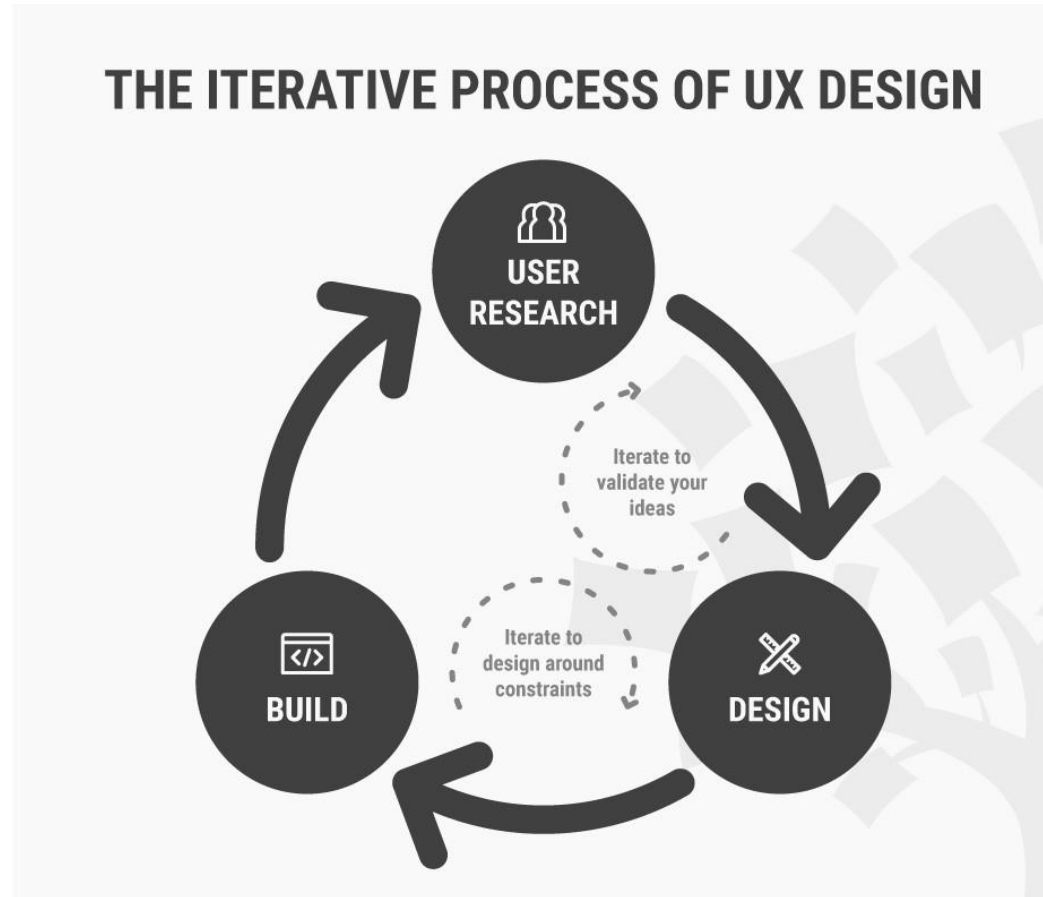 THE ITERATIVE PROCESS OF UX DESIGN
USER
RESEARCH
Iterate to
validate your
ideas
Iterate to
design around
constraints
</>
BUILD
DESIGN